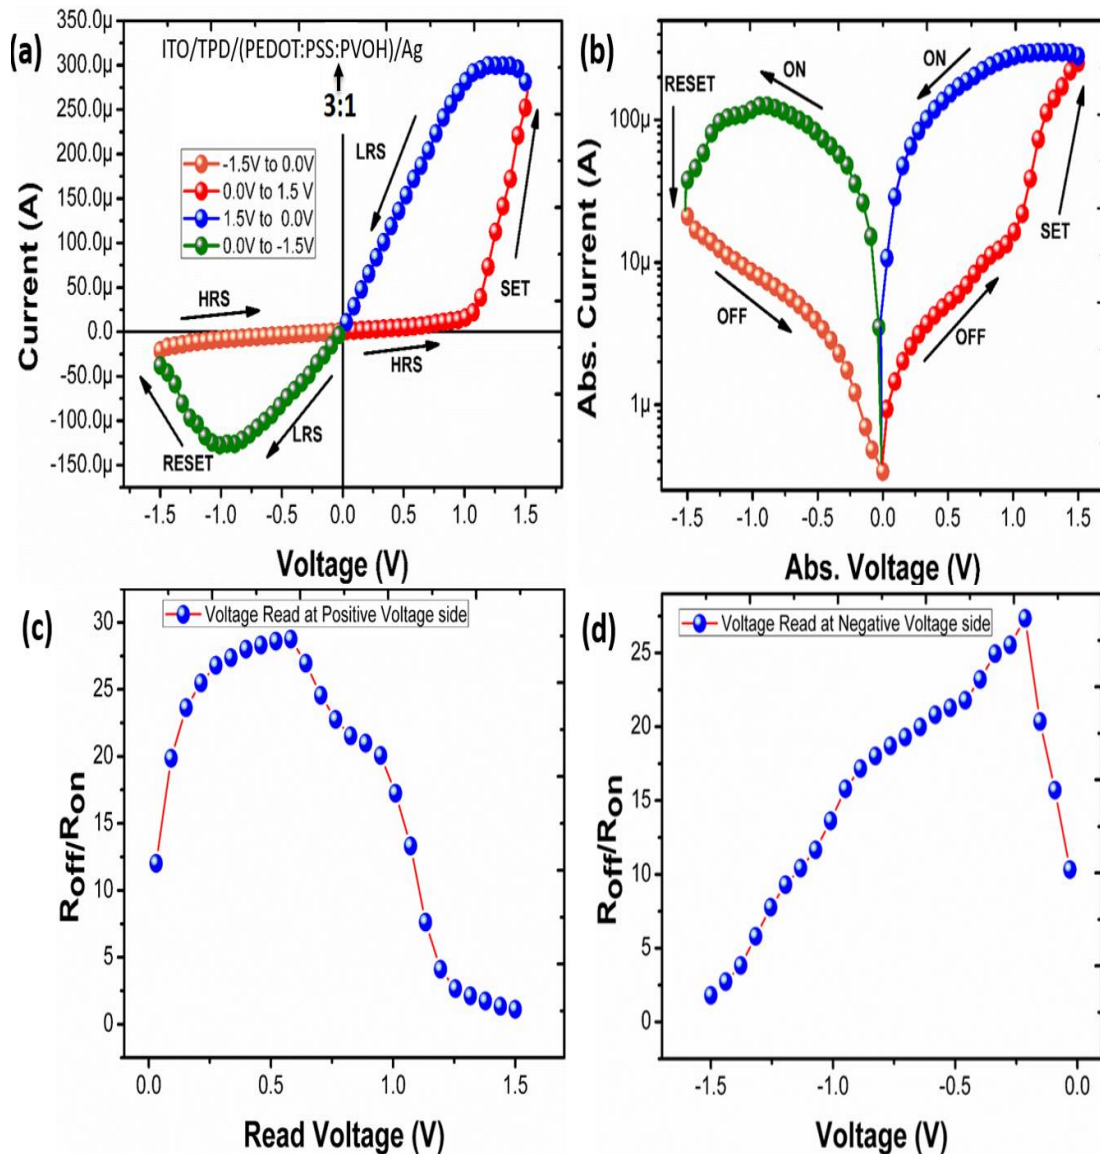 (a)
ITO/TPD/(PEDOT:PSS:PVOH)/Ag
3:1
-1.5V to 0.0V
0.0V to 1.5 V
1.5V to 0.0V
0.0V to -1.5V
LRS
SET
HRS
HRS
LRS
RESET
350.0µ
300.0µ
250.0µ
200.0µ
150.0µ
100.0µ
50.0µ
0.0
-50.0µ
-100.0µ
-150.0µ
Current (A)
-1.5 -1.0 -0.5 0.0 0.5 1.0 1.5
Voltage (V)
(b)
RESET
ON
ON
OFF
OFF
SET
100µ
10µ
1µ
Abs. Current (A)
-1.5 -1.0 -0.5 0.0 0.5 1.0 1.5
Abs. Voltage (V)
(c)
Voltage Read at Positive Voltage side
30
25
20
15
10
5
0
Roff/Ron
0.0 0.5 1.0 1.5
Read Voltage (V)
(d)
Voltage Read at Negative Voltage side
25
20
15
10
5
0
Roff/Ron
-1.5 -1.0 -0.5 0.0
Voltage (V)